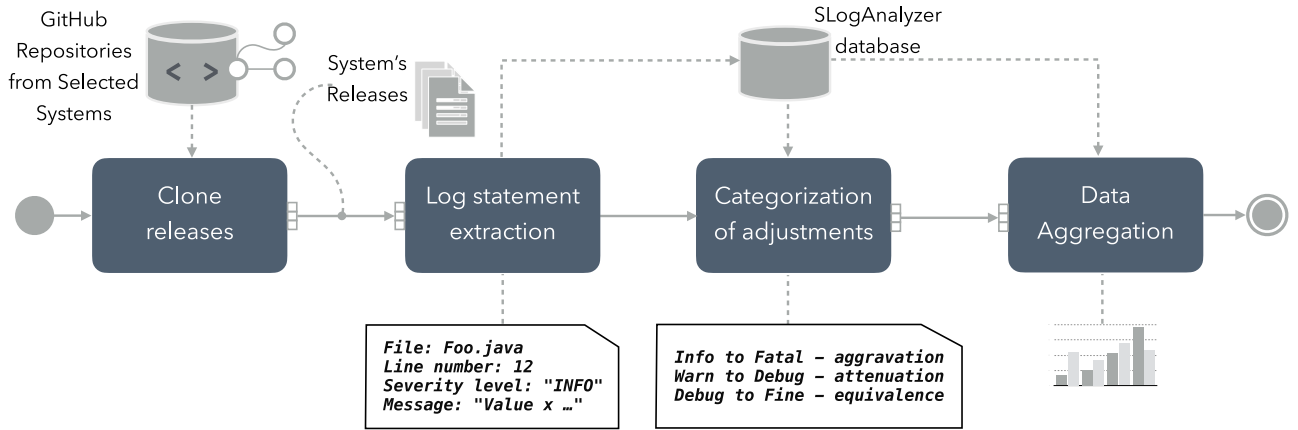 GitHub
Repositories
from Selected
Systems
< >
System's
Releases
SLogAnalyzer
database
Clone
releases
Log statement
extraction
Categorization
of adjustments
Data
Aggregation
File: Foo.java
Line number: 12
Severity level: "INFO"
Message: "Value x …"
Info to Fatal – aggravation
Warn to Debug – attenuation
Debug to Fine – equivalence